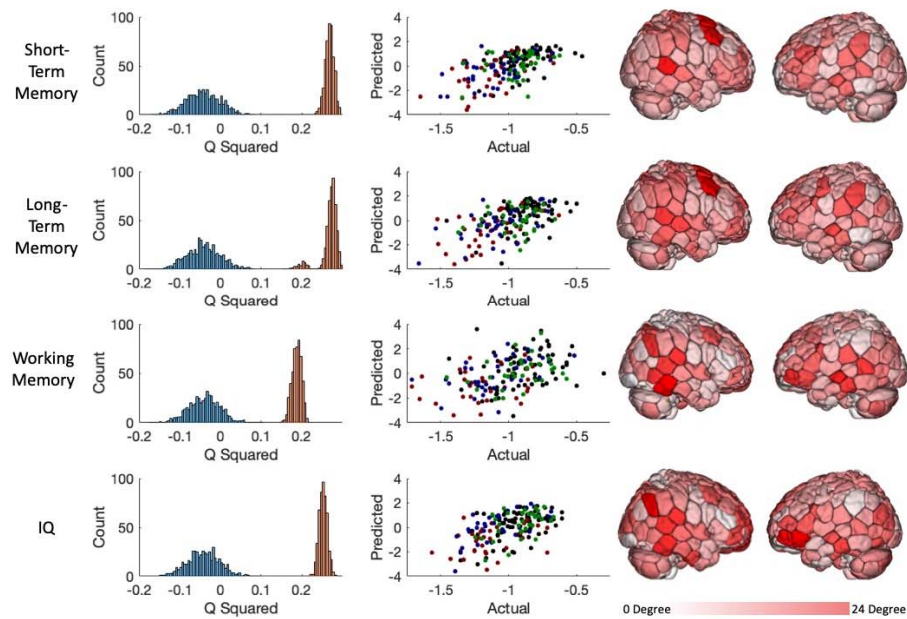 Short-
Term
Memory
Count
100
50
0
-0.2 -0.1 0 0.1 0.2
Q Squared
Predicted
4
2
0
-2
-4
-1.5 -1 -0.5
Actual
Long-
Term
Memory
Count
100
50
0
-0.2 -0.1 0 0.1 0.2
Q Squared
Predicted
4
2
0
-2
-4
-1.5 -1 -0.5
Actual
Working
Memory
Count
100
50
0
-0.2 -0.1 0 0.1 0.2
Q Squared
Predicted
4
2
0
-2
-4
-1.5 -1 -0.5
Actual
IQ
Count
100
50
0
-0.2 -0.1 0 0.1 0.2
Q Squared
Predicted
4
2
0
-2
-4
-1.5 -1 -0.5
Actual
0 Degree 24 Degree